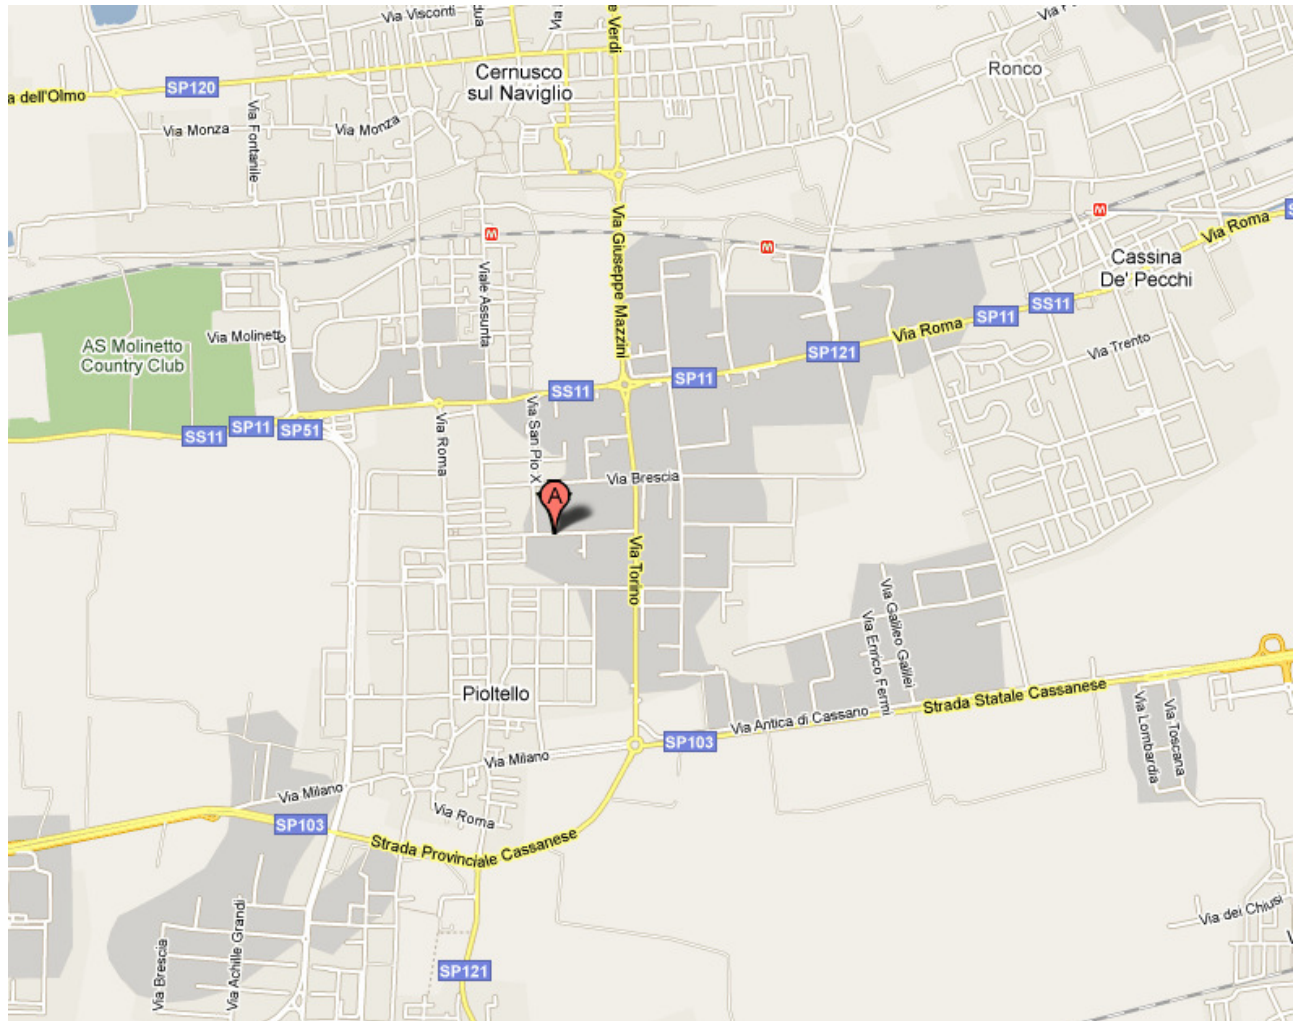 Via Visconti
dua
Via
e Verdi
Ronco
Cernusco
sul Naviglio
SP120
a dell'Olmo
Via Monza
Via Fontanile
Via Monza
M
Via Giuseppe Mazzini
M
M
Via Roma
S
Cassina
De' Pecchi
Viale Assunta
SS11
SP11
Via Roma
Via Molinetto
AS Molinetto
Country Club
SP121
Via Trento
SP11
SS11
Via San Pio X
Via Roma
SP11
SP51
SS11
Via Brescia
A
Via Torino
Via Galileo Galilei
Via Enrico Fermi
Pioltello
Strada Statale Cassanese
Via Antica di Cassano
Via Lombardia
Via Toscana
SP103
Via Milano
Via Milano
Via Roma
SP103
Strada Provinciale Cassanese
Via dei Chiusi
Via Brescia
Via Achille Grandi
SP121